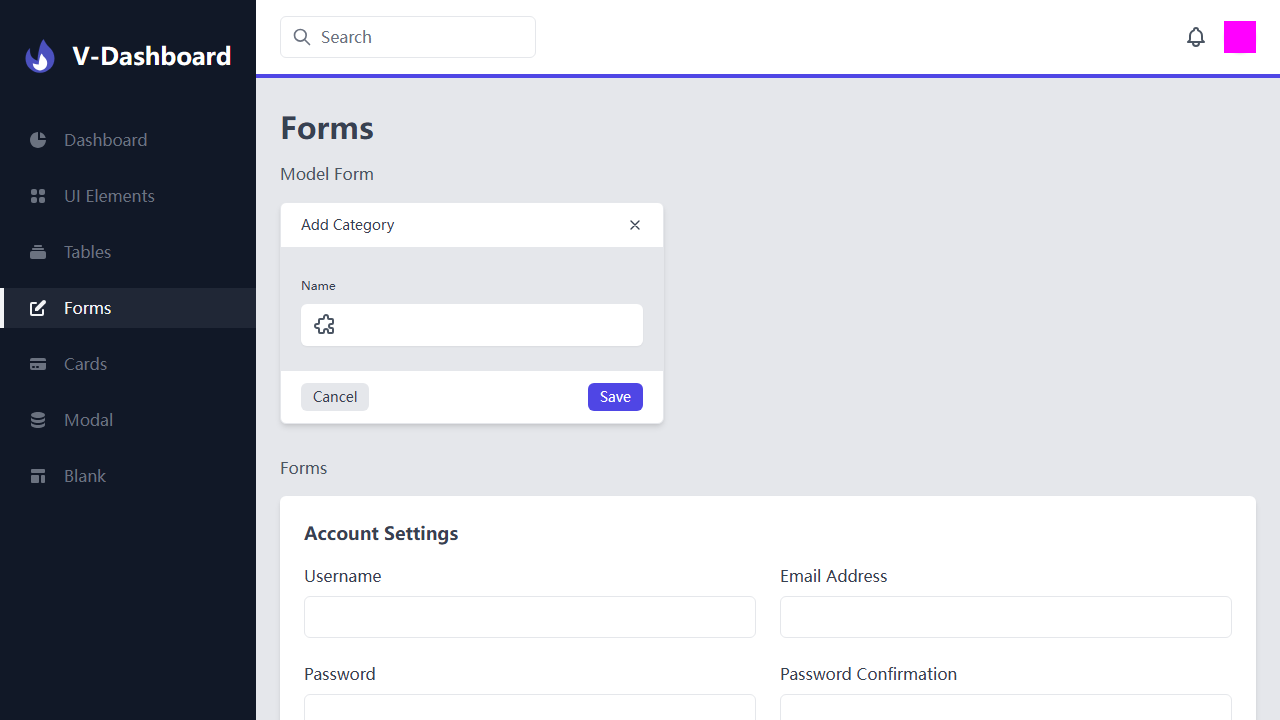 V-Dashboard
Search
Dashboard
UI Elements
Tables
Forms
Cards
Modal
Blank
Forms
Model Form
Add Category
Name
Cancel
Save
Forms
Account Settings
Username
Email Address
Password
Password Confirmation